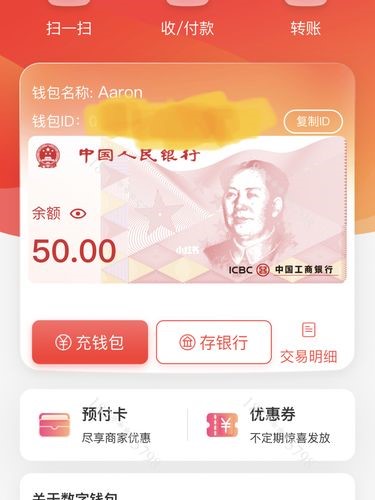 扫一扫
收/付款
转账
钱包名称: Aaron
钱包ID:
复制ID
中国人民银行
余额
50.00
小红书
ICBC 中国工商银行
充钱包
存银行
交易明细
预付卡
尽享商家优惠
优惠券
不定期惊喜发放
关于数字钱包